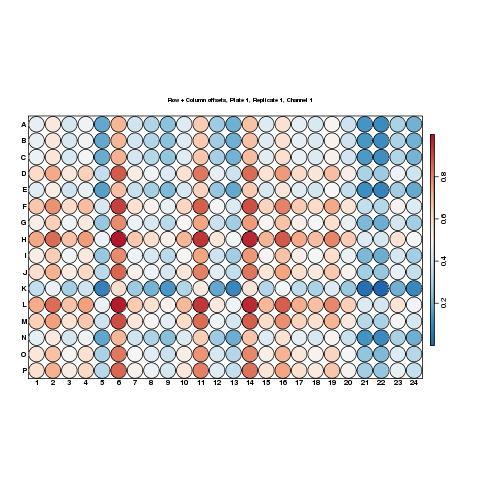 Row + Column offsets, Plate 1, Replicate 1, Channel 1
A
B
C
D
E
F
G
H
I
J
K
L
M
N
O
P
1 2 3 4 5 6 7 8 9 10 11 12 13 14 15 16 17 18 19 20 21 22 23 24
0.8
0.6
0.4
0.2